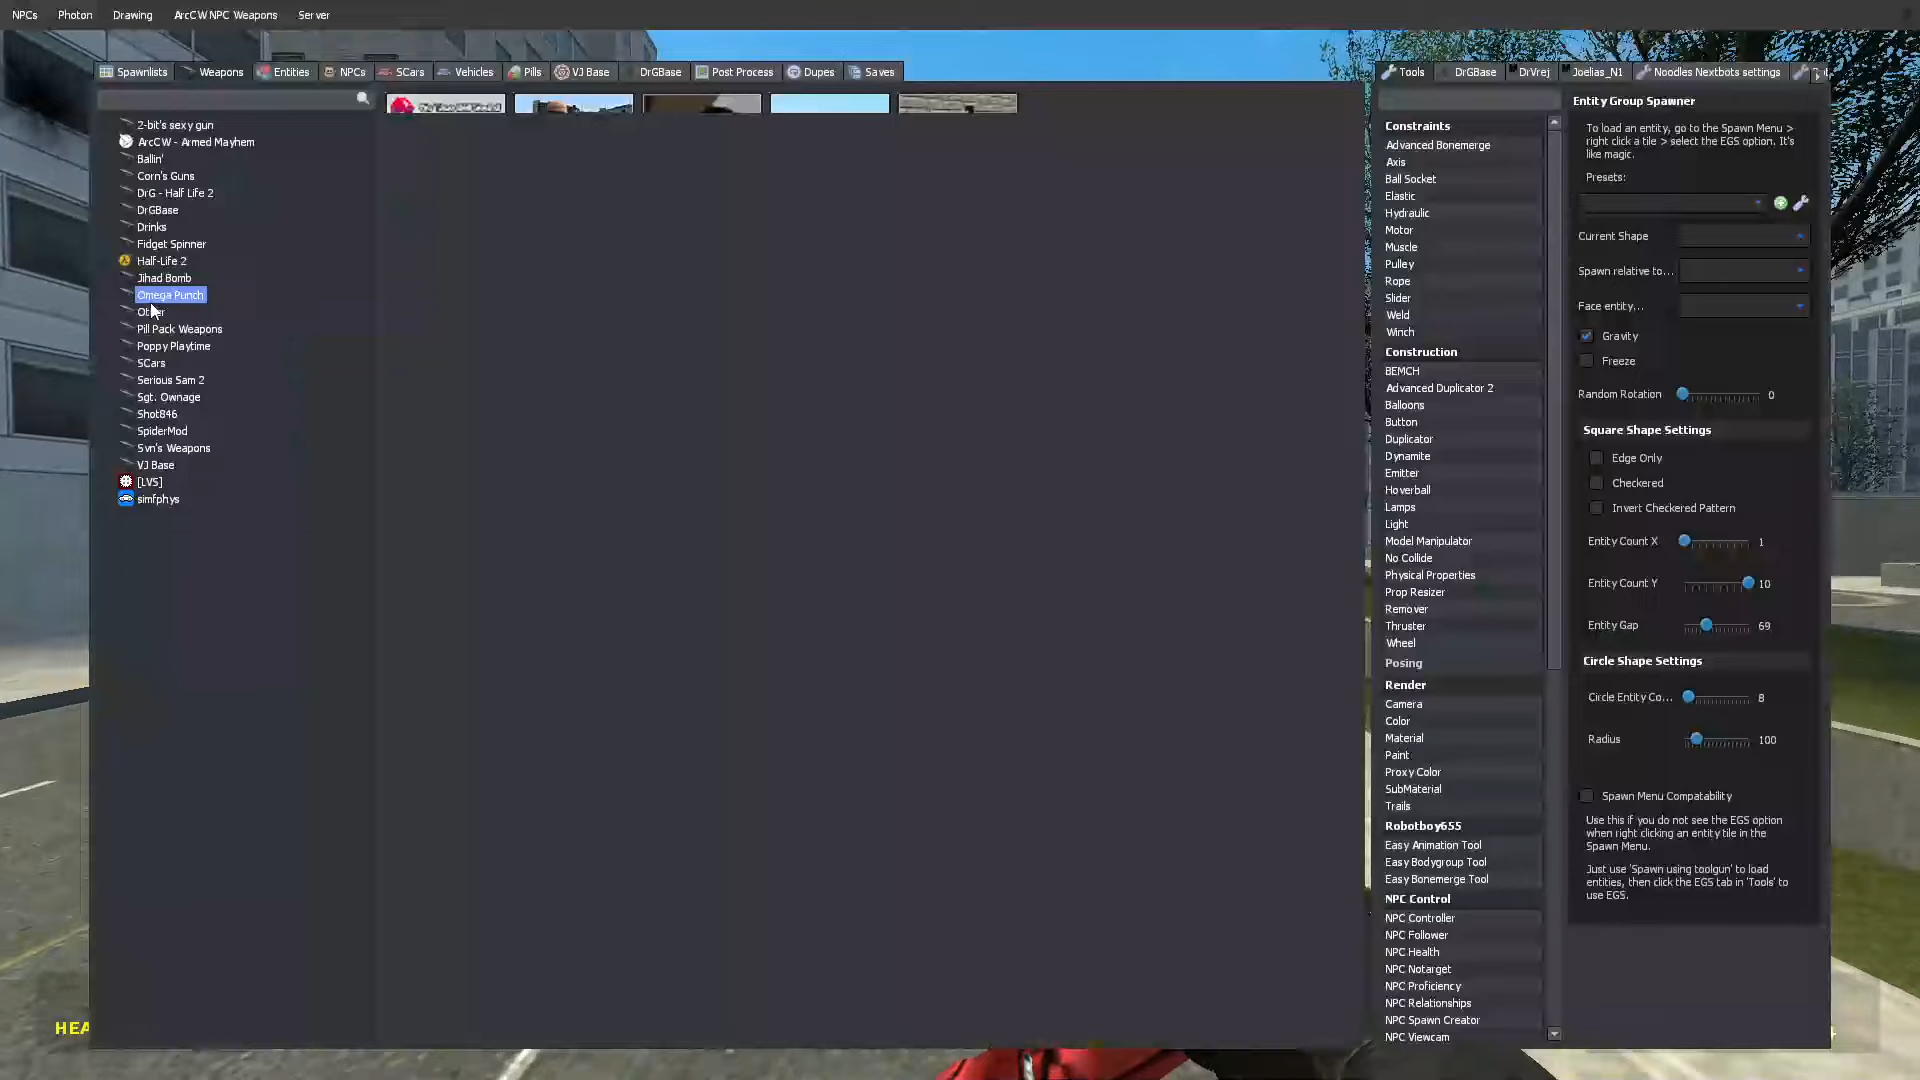 NPCs Photon Drawing ArcCW NPC Weapons Server
Spawnlists Weapons Entities NPCs SCars Vehicles Pills VJ Base DrGBase Post Process Dupes Saves
2-bit's sexy gun
ArcCW - Armed Mayhem
Ballin'
Corn's Guns
DrG - Half Life 2
DrGBase
Drinks
Fidget Spinner
Half-Life 2
Jihad Bomb
Omega Punch
Pill Pack Weapons
Poppy Playtime
SCars
Serious Sam 2
Sgt. Ownage
Shot846
SpiderMod
Svn's Weapons
VJ Base
[LVS]
simfphys
Tools DrGBase DrVrej Joelias_N1 Noodles Nextbots settings
Constraints
Advanced Bonemerge
Axis
Ball Socket
Elastic
Hydraulic
Motor
Muscle
Pulley
Rope
Slider
Weld
Winch
Construction
BEMCH
Advanced Duplicator 2
Balloons
Button
Duplicator
Dynamite
Emitter
Hoverball
Lamps
Light
Model Manipulator
No Collide
Physical Properties
Prop Resizer
Remover
Thruster
Wheel
Posing
Render
Camera
Color
Material
Paint
Proxy Color
SubMaterial
Trails
Robotboy655
Easy Animation Tool
Easy Bodygroup Tool
Easy Bonemerge Tool
NPC Control
NPC Controller
NPC Follower
NPC Health
NPC Notarget
NPC Proficiency
NPC Relationships
NPC Spawn Creator
NPC Viewcam
Entity Group Spawner
To load an entity, go to the Spawn Menu >
right click a tile > select the EGS option. It's
like magic.
Presets:
Current Shape
Spawn relative to...
Face entity...
Gravity
Freeze
Random Rotation 0
Square Shape Settings
Edge Only
Checkered
Invert Checkered Pattern
Entity Count X 1
Entity Count Y 10
Entity Gap 69
Circle Shape Settings
Circle Entity Co... 8
Radius 100
Spawn Menu Compatability
Use this if you do not see the EGS option
when right clicking an entity tile in the
Spawn Menu.
Just use 'Spawn using toolgun' to load
entities, then click the EGS tab in 'Tools' to
use EGS.
HEA